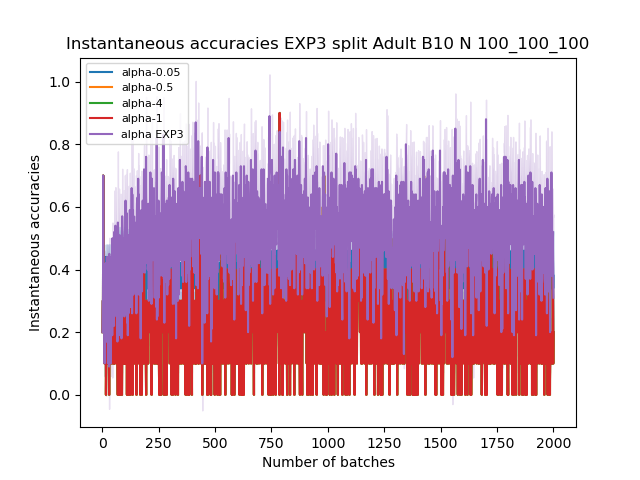 Instantaneous accuracies EXP3 split Adult B10 N 100_100_100
alpha-0.05
alpha-0.5
alpha-4
alpha-1
alpha EXP3
Instantaneous accuracies
1.0
0.8
0.6
0.4
0.2
0.0
0 250 500 750 1000 1250 1500 1750 2000
Number of batches